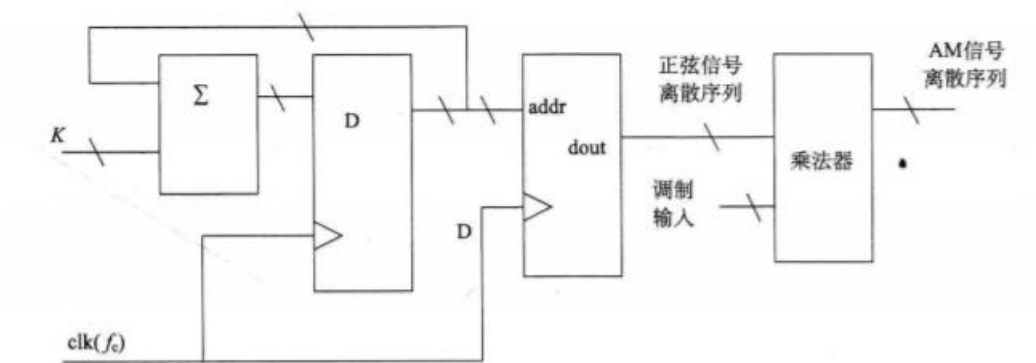 Σ
K
D
clk(fc)
D
addr
dout
正弦信号
离散序列
调制
输入
乘法器
AM信号
离散序列